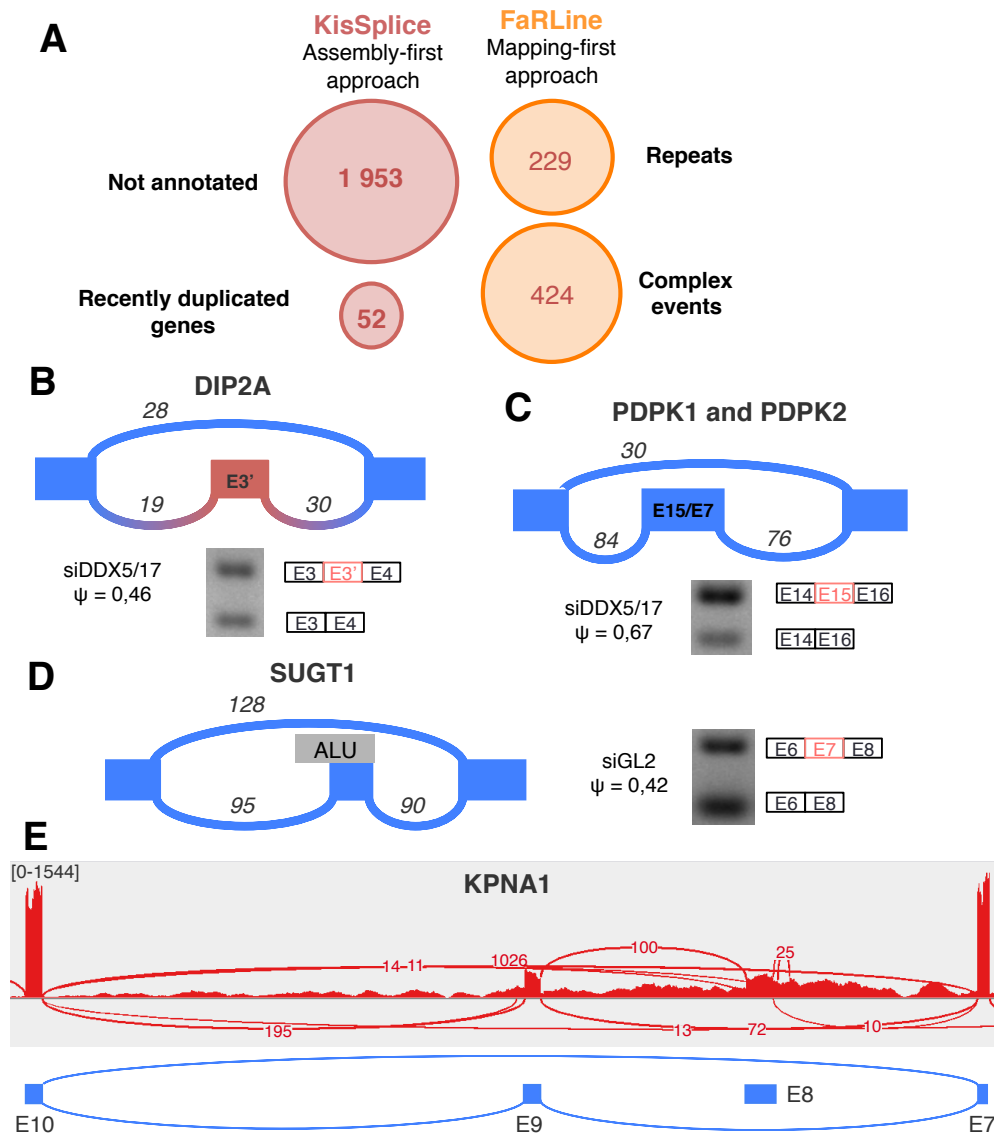 A
KisSplice
Assembly-first
approach
FaRLine
Mapping-first
approach
Not annotated
1 953
229
Repeats
Recently duplicated
genes
52
424
Complex
events
B
DIP2A
28
E3’
19
30
siDDX5/17
ψ = 0,46
E3 E3’ E4
E3 E4
C
PDPK1 and PDPK2
30
E15/E7
84
76
siDDX5/17
ψ = 0,67
E14 E15 E16
E14 E16
D
SUGT1
128
ALU
95
90
siGL2
ψ = 0,42
E6 E7 E8
E6 E8
E
[0-1544]
KPNA1
100
25
14 11
1026
195
13
72
10
E8
E10
E9
E7